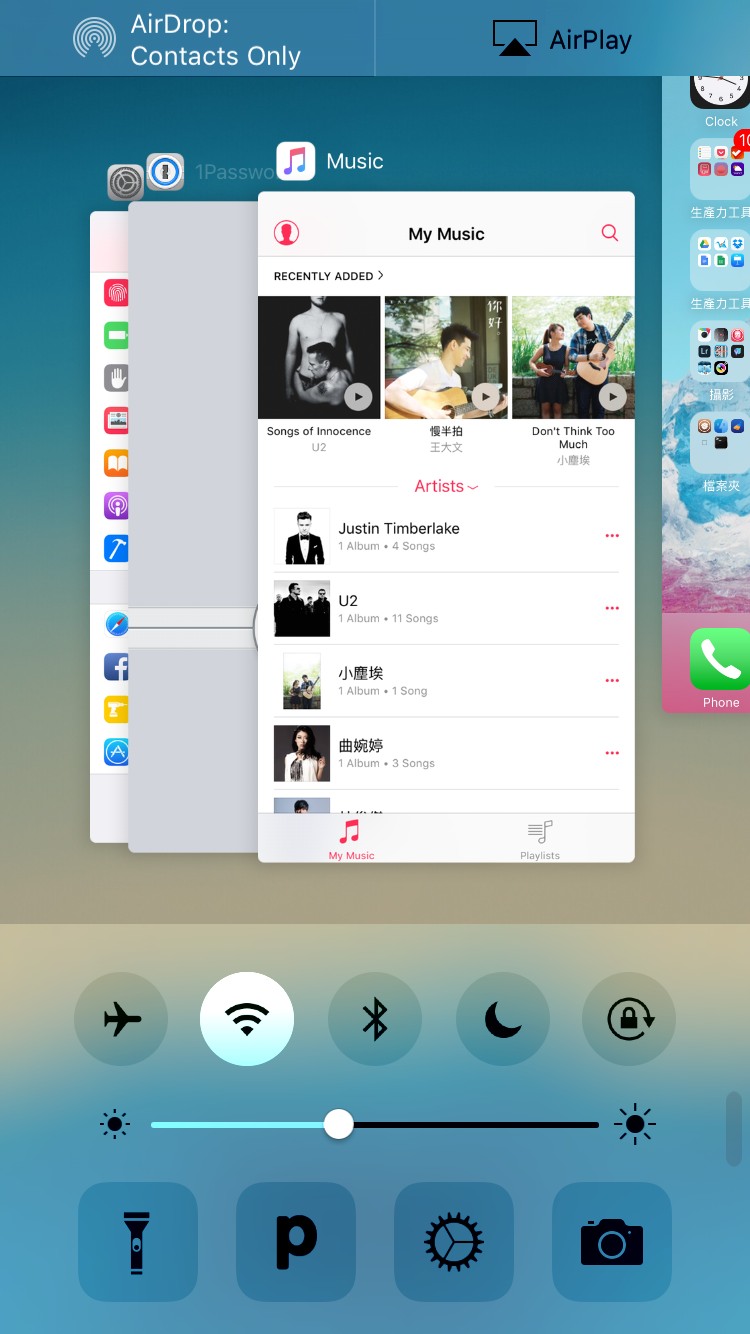 AirDrop:
Contacts Only
AirPlay
Clock
10
1Passwo
Music
生產力工具
My Music
RECENTLY ADDED >
生產力工具
你好
攝影
Songs of Innocence
U2
慢半拍
王大文
Don't Think Too
Much
小塵埃
檔案夾
Artists
Justin Timberlake
1 Album • 4 Songs
U2
1 Album • 11 Songs
小塵埃
1 Album • 1 Song
Phone
曲婉婷
1 Album • 3 Songs
My Music
Playlists